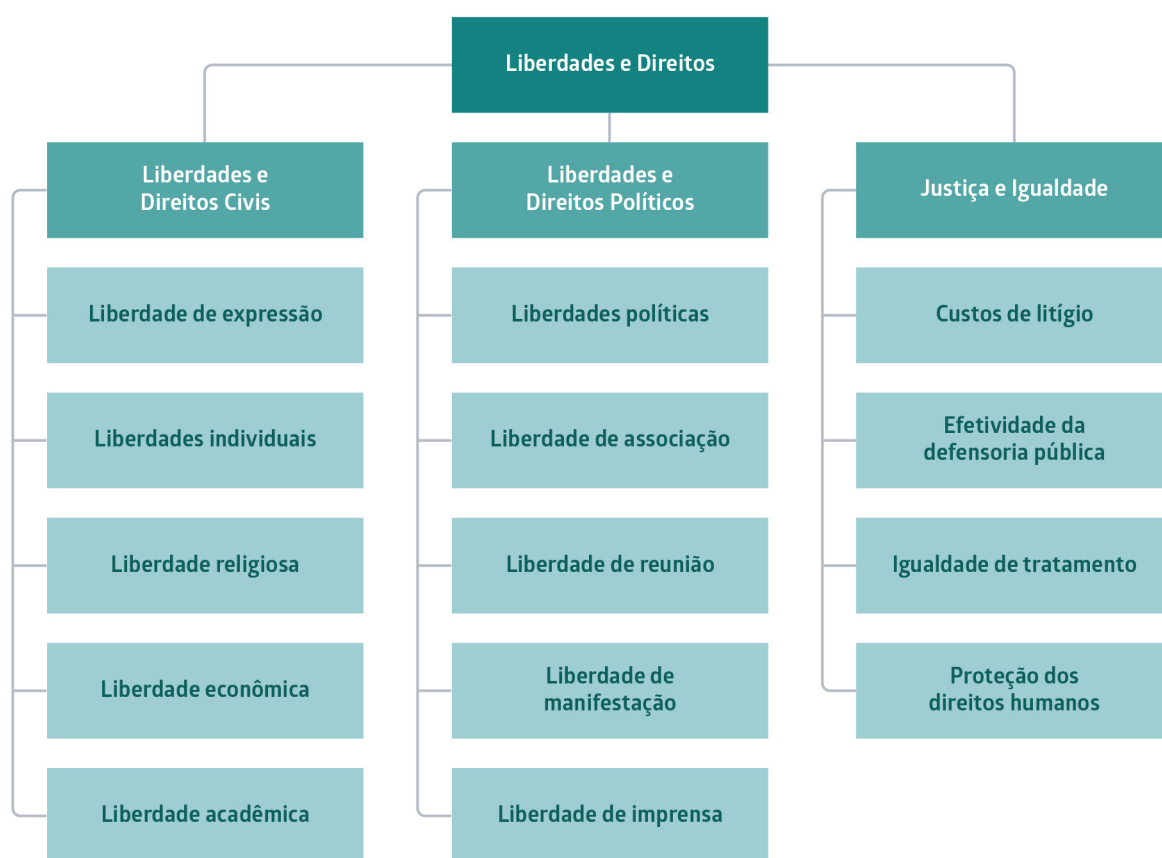 Liberdades e Direitos
Liberdades e
Direitos Civis
Liberdade de expressão
Liberdades individuais
Liberdade religiosa
Liberdade econômica
Liberdade acadêmica
Liberdades e
Direitos Políticos
Liberdades políticas
Liberdade de associação
Liberdade de reunião
Liberdade de
manifestação
Liberdade de imprensa
Justiça e Igualdade
Custos de litígio
Efetividade da
defensoria pública
Igualdade de tratamento
Proteção dos
direitos humanos